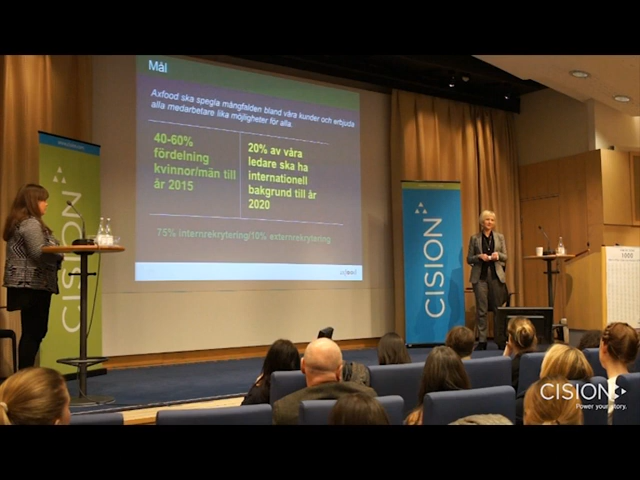 Mål
Axfood ska spegla mångfalden bland våra kunder och erbjuda
alla medarbetare lika möjligheter för alla.
40-60%
fördelning
kvinnor/män till
år 2015
20% av våra
ledare ska ha
internationell
bakgrund till år
2020
75% internrekrytering/10% externrekrytering
CISION
CISION
1000
CISION
Power your story.